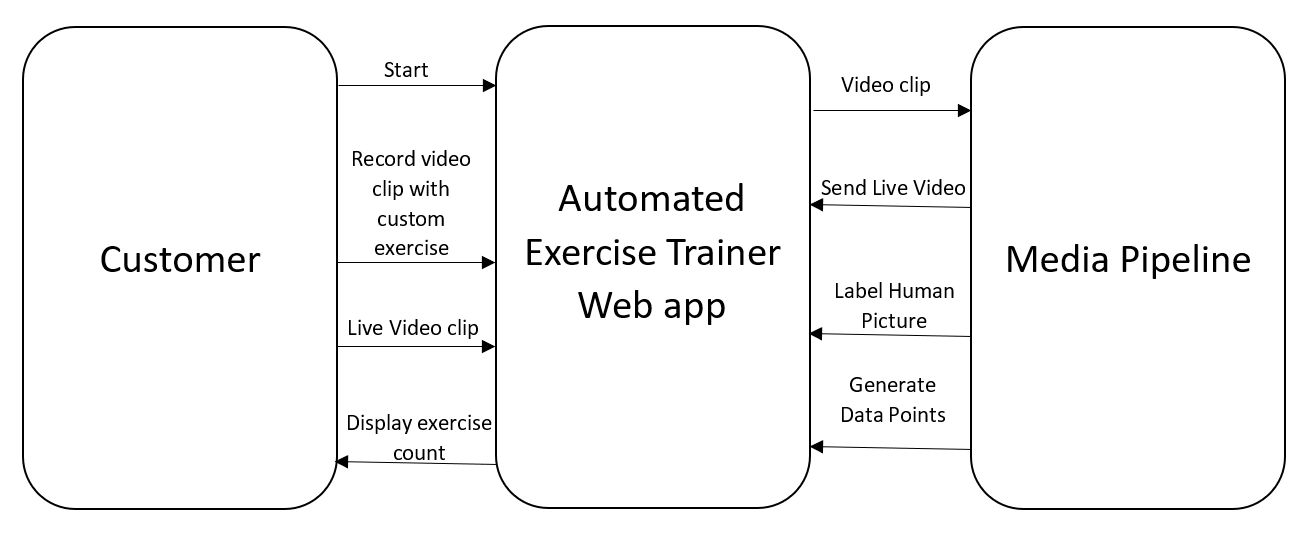 Customer
Start
Record video
clip with
custom
exercise
Live Video clip
Display exercise
count
Automated
Exercise Trainer
Web app
Video clip
Send Live Video
Label Human
Picture
Generate
Data Points
Media Pipeline